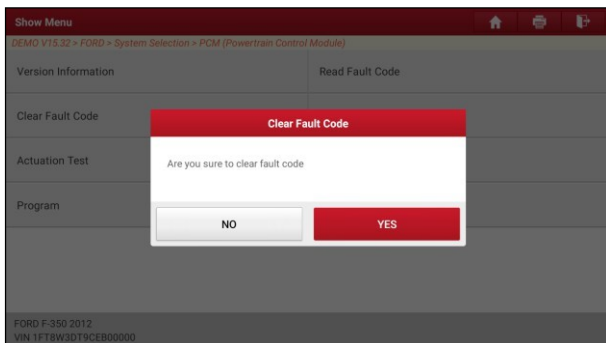 Show Menu
DEMO V15.32 > FORD > System Selection > PCM (Powertrain Control Module)
Version Information
Read Fault Code
Clear Fault Code
Clear Fault Code
Actuation Test
Are you sure to clear fault code
Program
NO
YES
FORD F-350 2012
VIN 1FT8W3DT9CEB00000